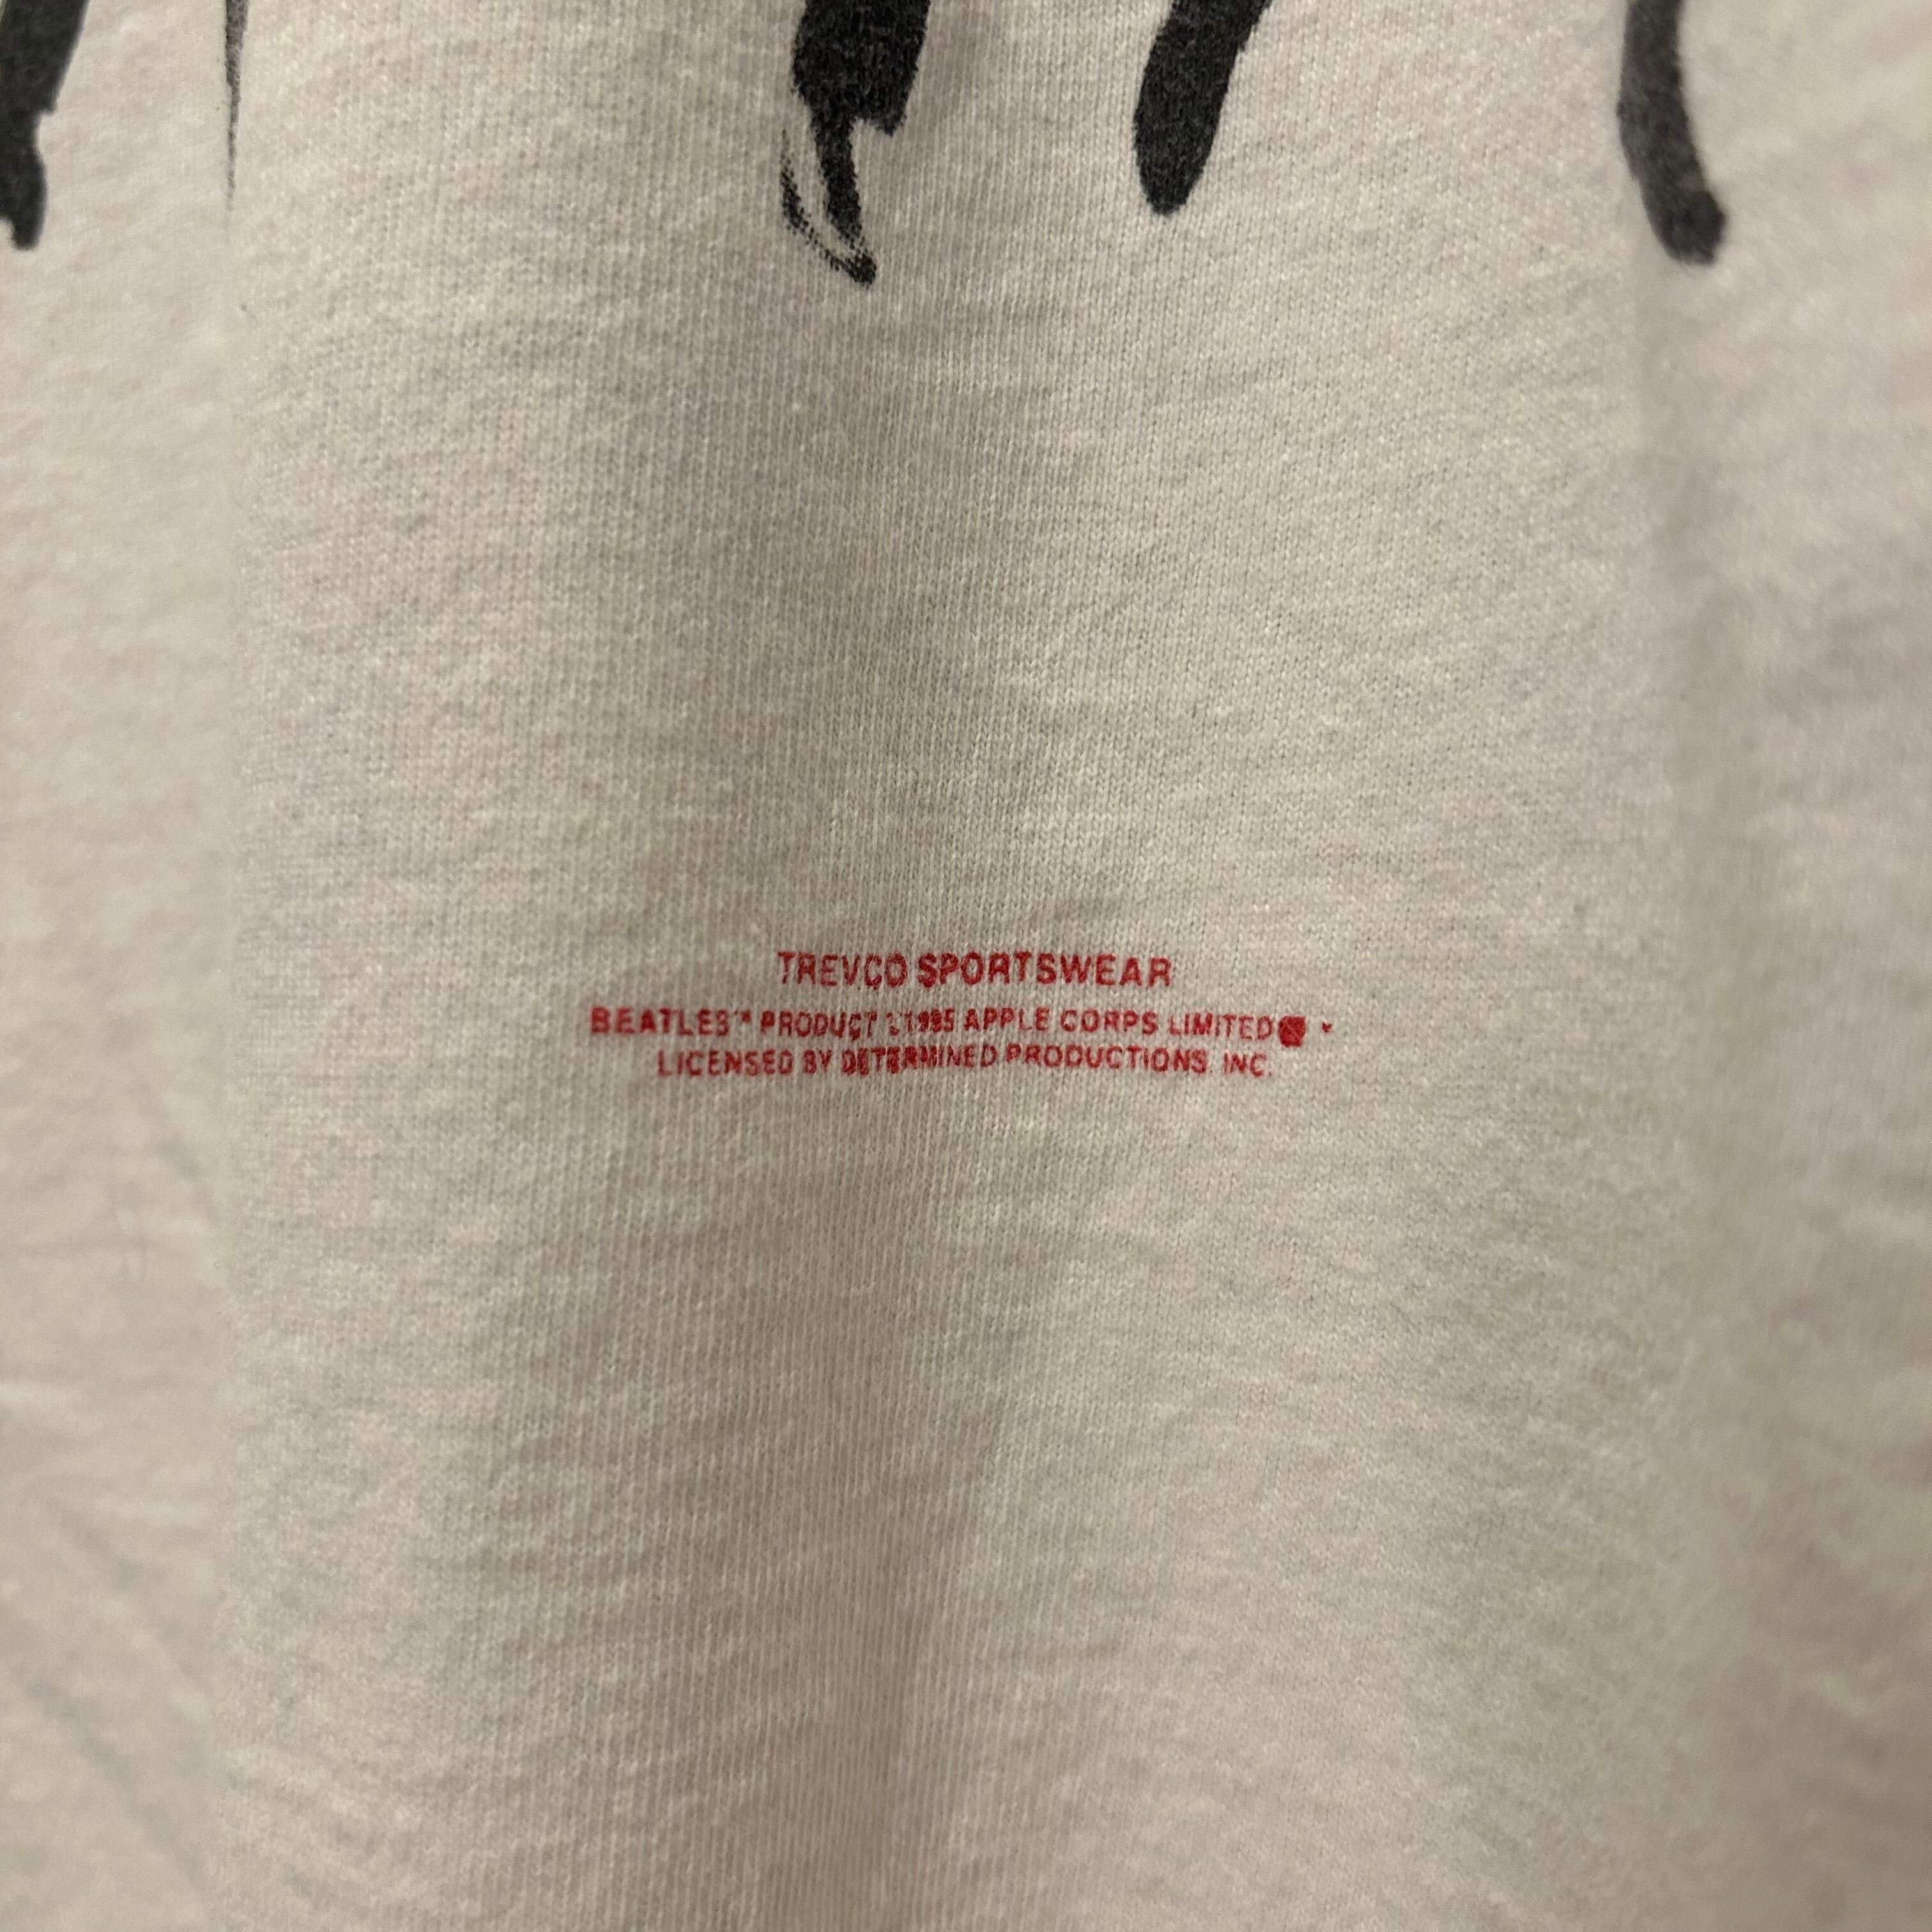 TREVCO SPORTSWEAR
BEATLES™ PRODUCT ©1995 APPLE CORPS LIMITED
LICENSED BY DETERMINED PRODUCTIONS, INC.